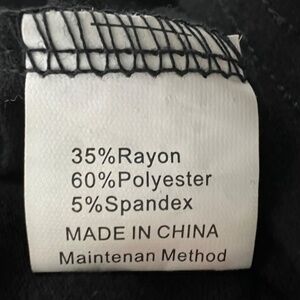 35%Rayon
60%Polyester
5%Spandex
MADE IN CHINA
Maintenan Method